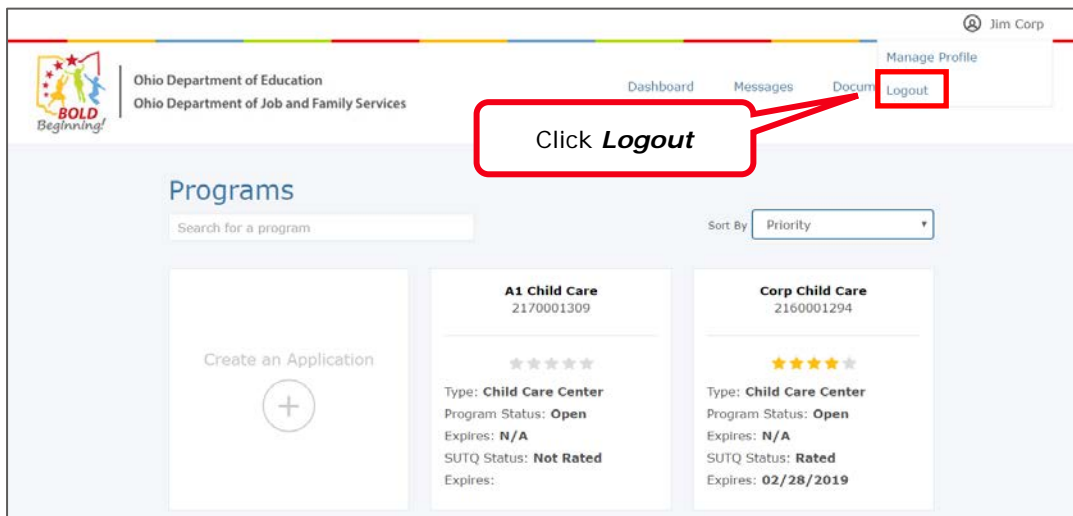 Jim Corp
Manage Profile
Logout
BOLD
Beginning!
Ohio Department of Education
Ohio Department of Job and Family Services
Dashboard Messages Docum
Click Logout
Programs
Search for a program
Sort By Priority
Create an Application
A1 Child Care
2170001309
Type: Child Care Center
Program Status: Open
Expires: N/A
SUTQ Status: Not Rated
Expires:
Corp Child Care
2160001294
Type: Child Care Center
Program Status: Open
Expires: N/A
SUTQ Status: Rated
Expires: 02/28/2019